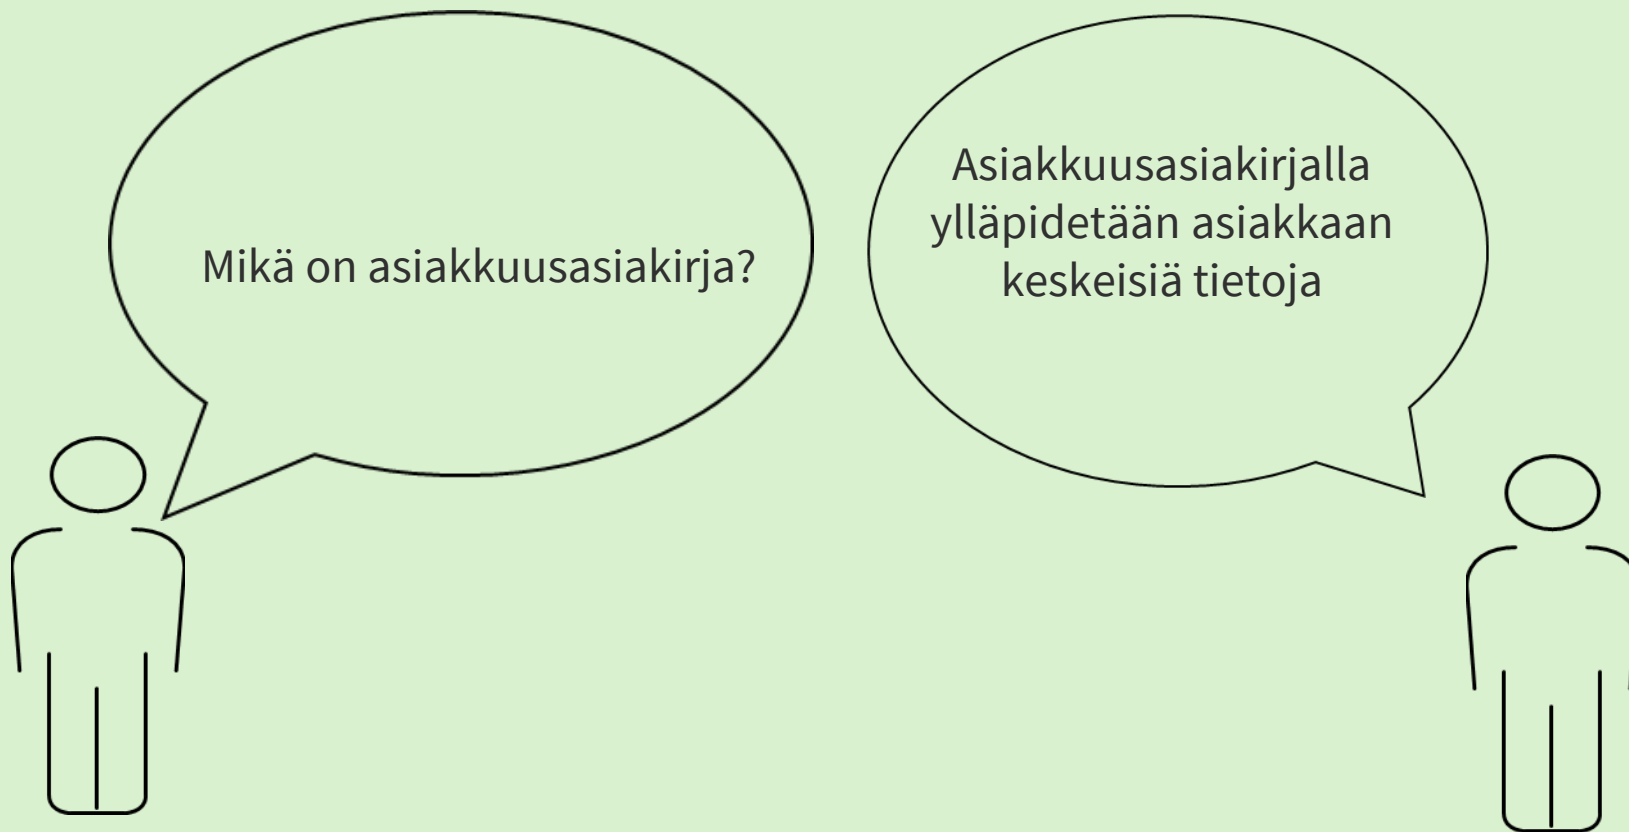 Mikä on asiakkuusasiakirja?
Asiakkuusasiakirjalla
ylläpidetään asiakkaan
keskeisiä tietoja